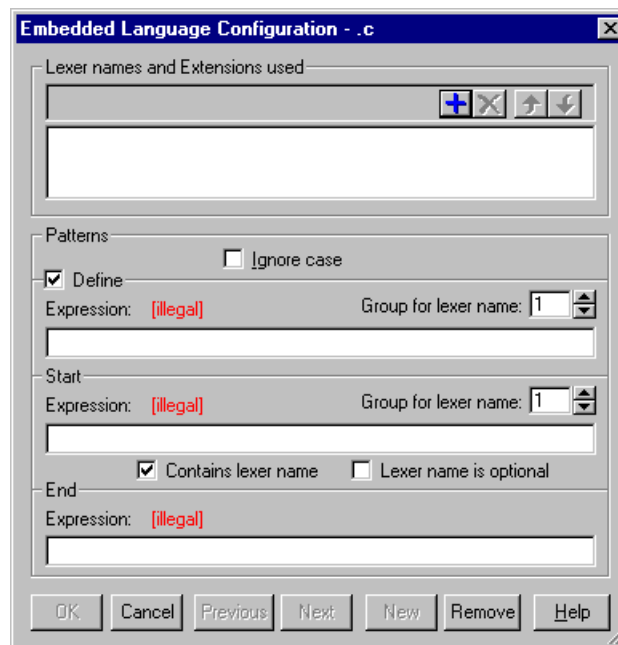 Embedded Language Configuration - .c
Lexer names and Extensions used
Patterns
Ignore case
Define
Expression: [illegal] Group for lexer name: 1
Start
Expression: [illegal] Group for lexer name: 1
Contains lexer name Lexer name is optional
End
Expression: [illegal]
OK Cancel Previous Next New Remove Help